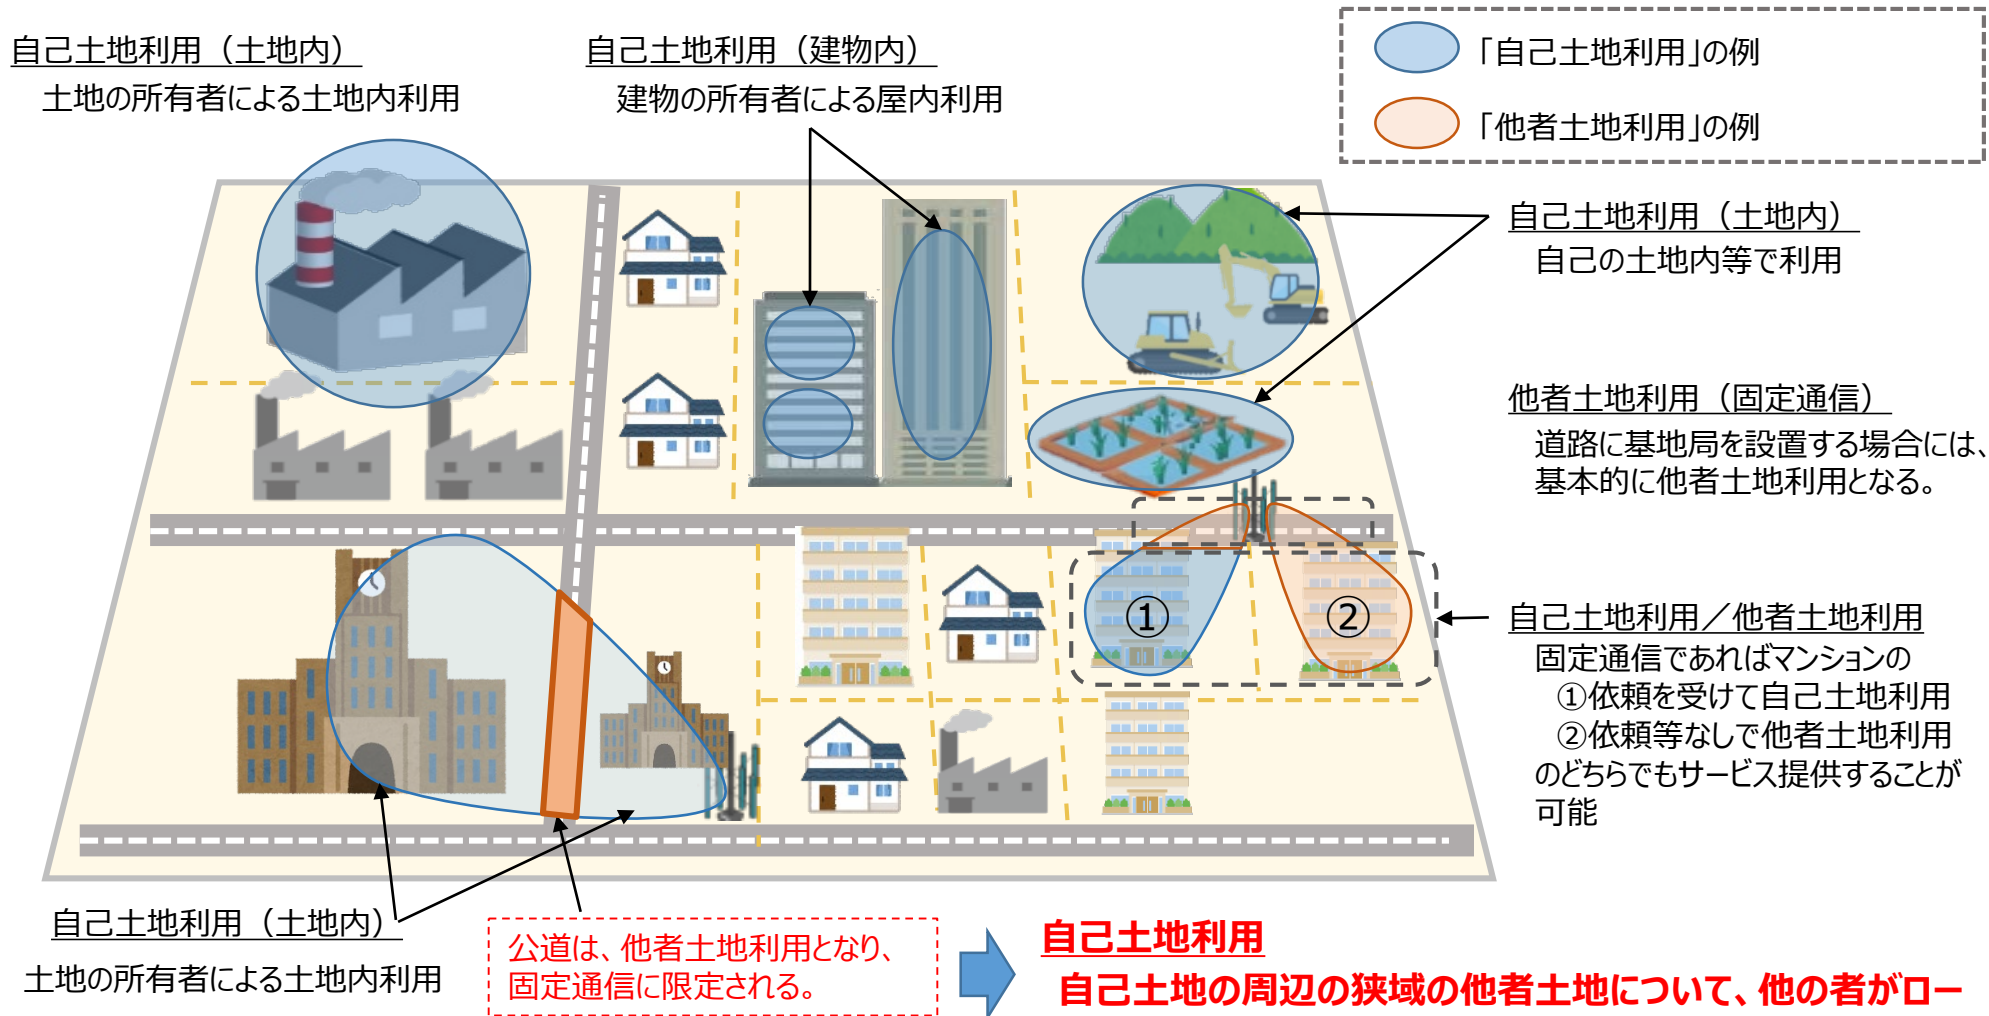 自己土地利用（土地内）
土地の所有者による土地内利用
自己土地利用（建物内）
建物の所有者による屋内利用
「自己土地利用」の例
「他者土地利用」の例
自己土地利用（土地内）
自己の土地内等で利用
他者土地利用（固定通信）
道路に基地局を設置する場合には、
基本的に他者土地利用となる。
①
②
自己土地利用／他者土地利用
固定通信であればマンションの
①依頼を受けて自己土地利用
②依頼等なしで他者土地利用
のどちらでもサービス提供することが
可能
自己土地利用（土地内）
土地の所有者による土地内利用
公道は、他者土地利用となり、
固定通信に限定される。
自己土地利用
自己土地の周辺の狭域の他者土地について、他の者がロー